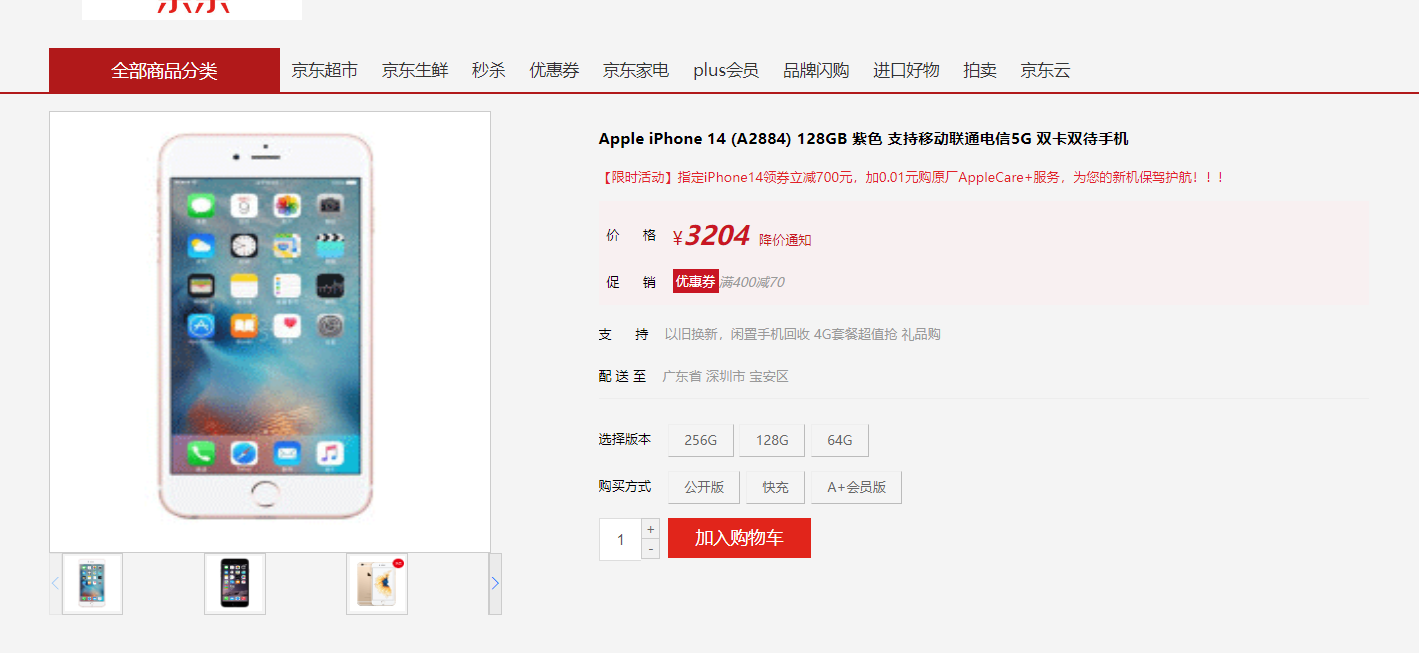 全部商品分类 京东超市 京东生鲜 秒杀 优惠券 京东家电 plus会员 品牌闪购 进口好物 拍卖 京东云
Apple iPhone 14 (A2884) 128GB 紫色 支持移动联通电信5G 双卡双待手机
【限时活动】指定iPhone14领券立减700元，加0.01元购原厂AppleCare+服务，为您的新机保驾护航！！！
价 格 ¥3204 降价通知
促 销 优惠券 满400减70
支 持 以旧换新，闲置手机回收 4G套餐超值抢 礼品购
配 送 至 广东省 深圳市 宝安区
选择版本 256G 128G 64G
购买方式 公开版 快充 A+会员版
1 + - 加入购物车